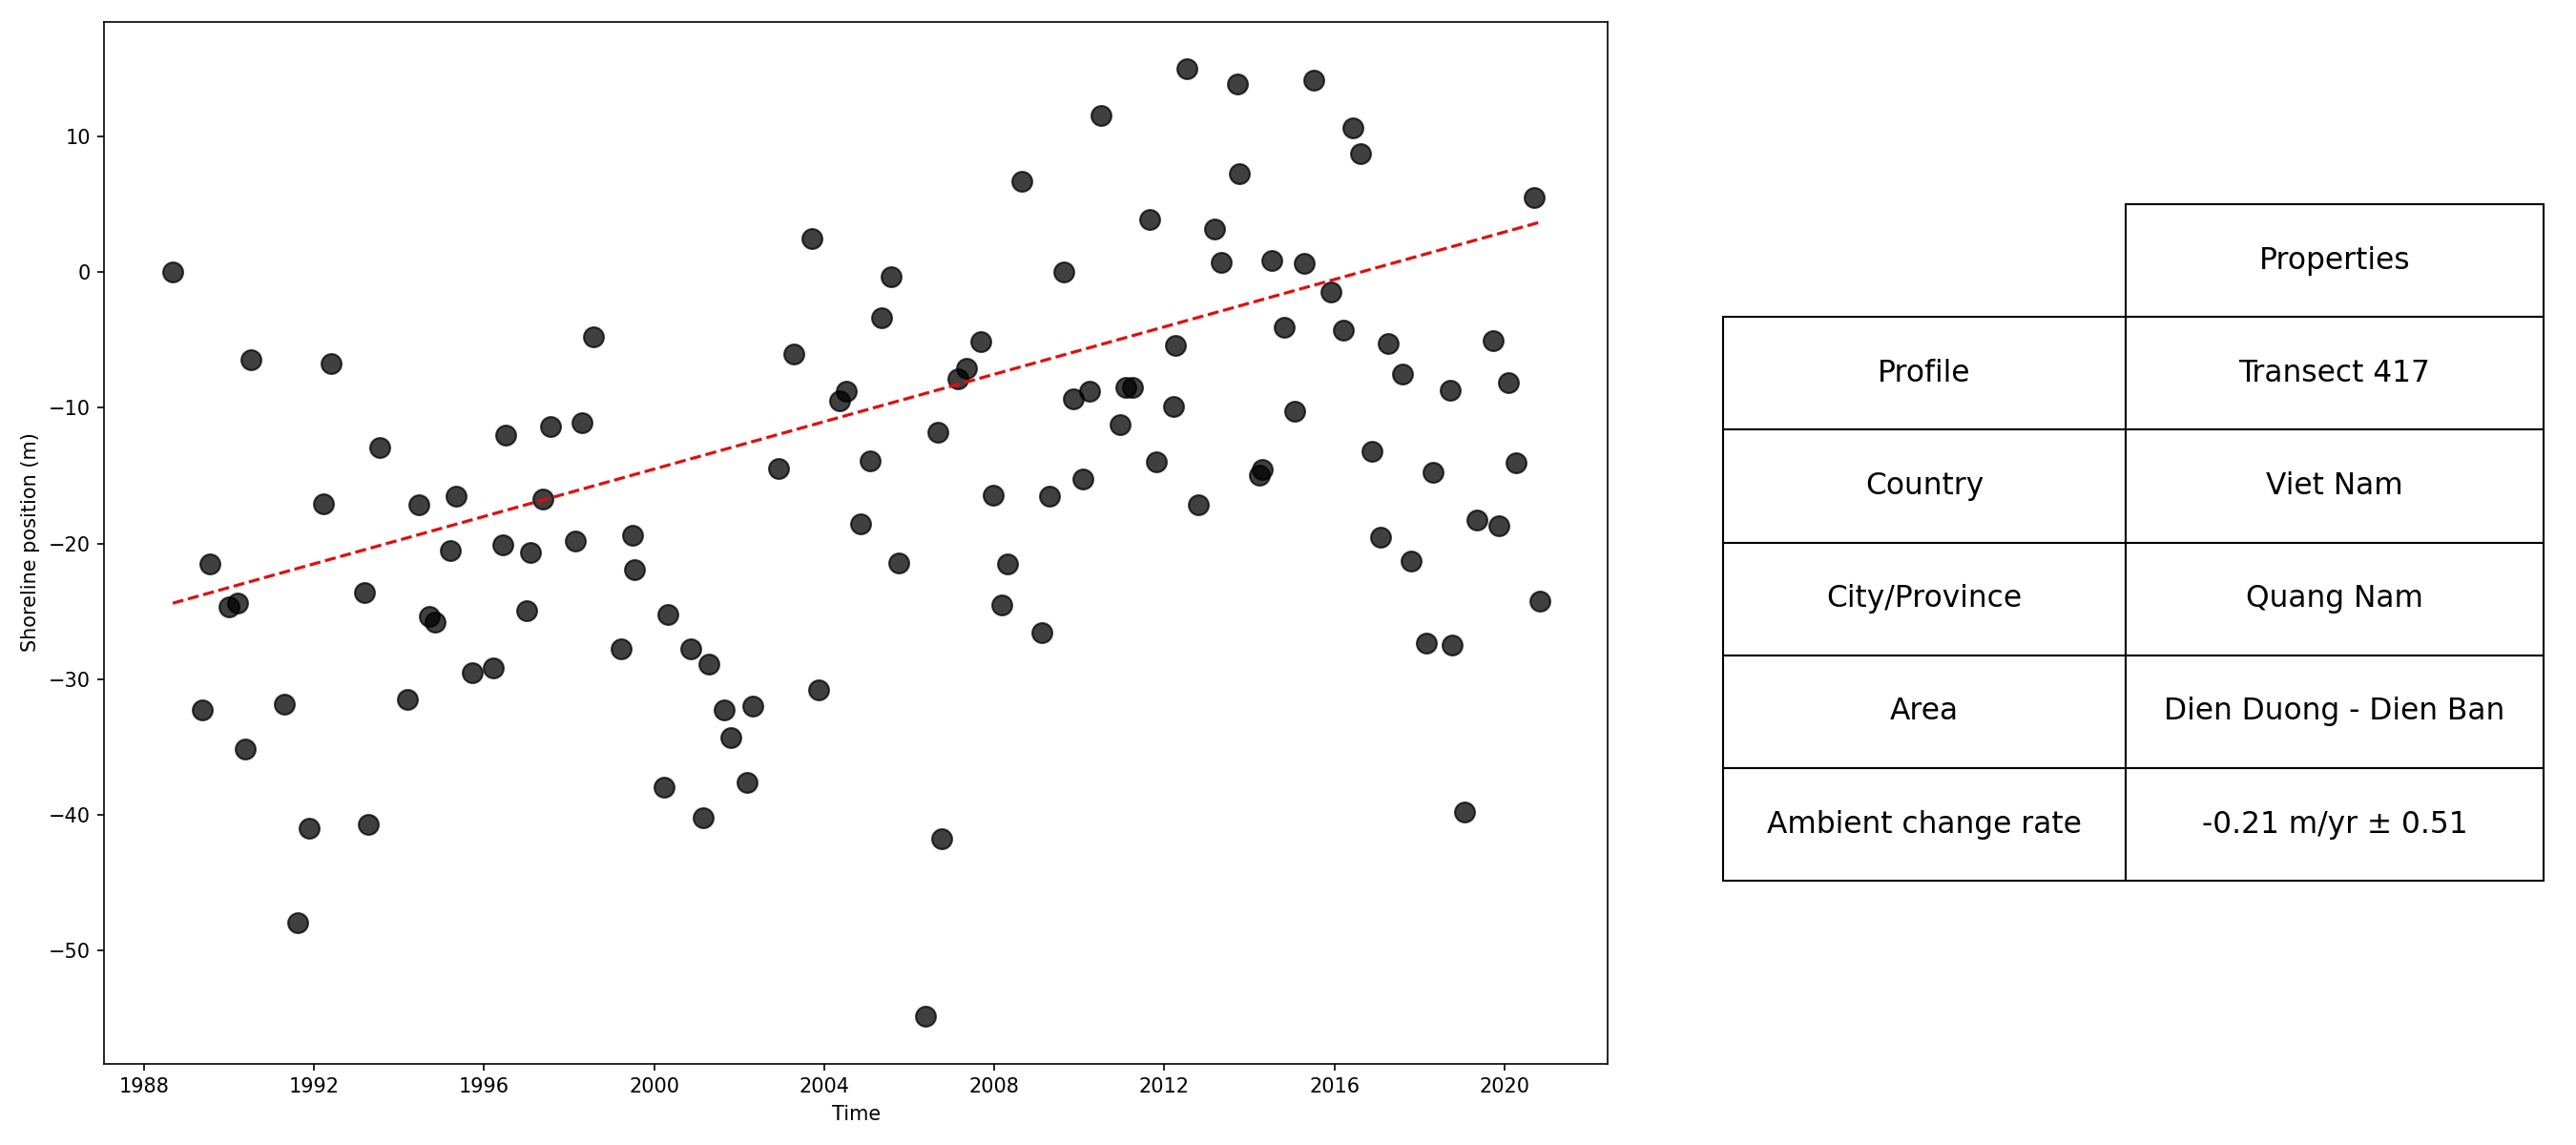 10
0
−10
−20
−30
−40
−50
Shoreline position (m)
1988 1992 1996 2000 2004 2008 2012 2016 2020
Time
Properties
Profile Transect 417
Country Viet Nam
City/Province Quang Nam
Area Dien Duong - Dien Ban
Ambient change rate -0.21 m/yr ± 0.51